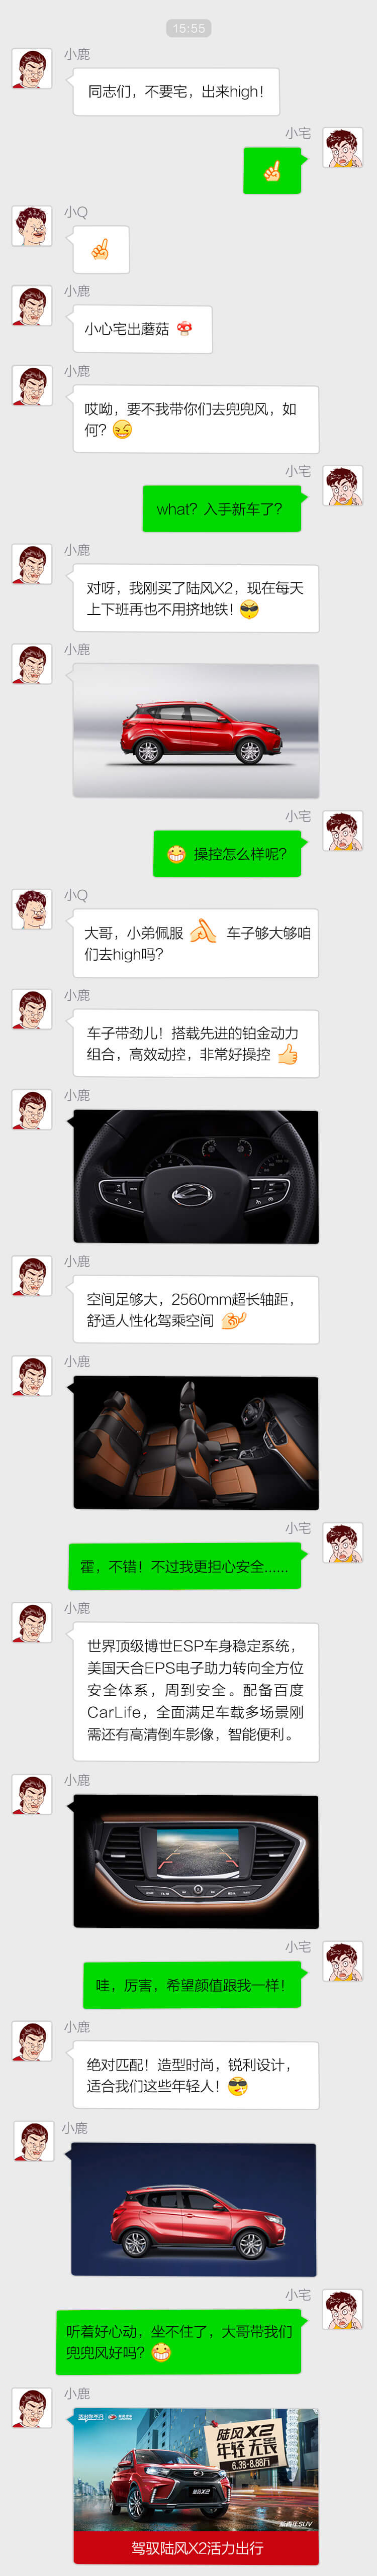 15:55
小鹿
同志们，不要宅，出来high！
小宅
小Q
小鹿
小心宅出蘑菇
小鹿
哎呦，要不我带你们去兜兜风，如
何？
小宅
what？入手新车了？
小鹿
对呀，我刚买了陆风X2，现在每天
上下班再也不用挤地铁！
小鹿
小宅
操控怎么样呢？
小Q
大哥，小弟佩服 车子够大够咱
们去high吗？
小鹿
车子带劲儿！搭载先进的铂金动力
组合，高效动控，非常好操控
小鹿
小鹿
空间足够大，2560mm超长轴距，
舒适人性化驾乘空间
小鹿
小宅
霍，不错！不过我更担心安全......
小鹿
世界顶级博世ESP车身稳定系统，
美国天合EPS电子助力转向全方位
安全体系，周到安全。配备百度
CarLife，全面满足车载多场景刚
需还有高清倒车影像，智能便利。
小鹿
小宅
哇，厉害，希望颜值跟我一样！
小鹿
绝对匹配！造型时尚，锐利设计，
适合我们这些年轻人！
小鹿
小宅
听着好心动，坐不住了，大哥带我们
兜兜风好吗？
小鹿
陆风X2
年轻无畏
6.38-8.88万
陆风X2
新青年SUV
驾驭陆风X2活力出行